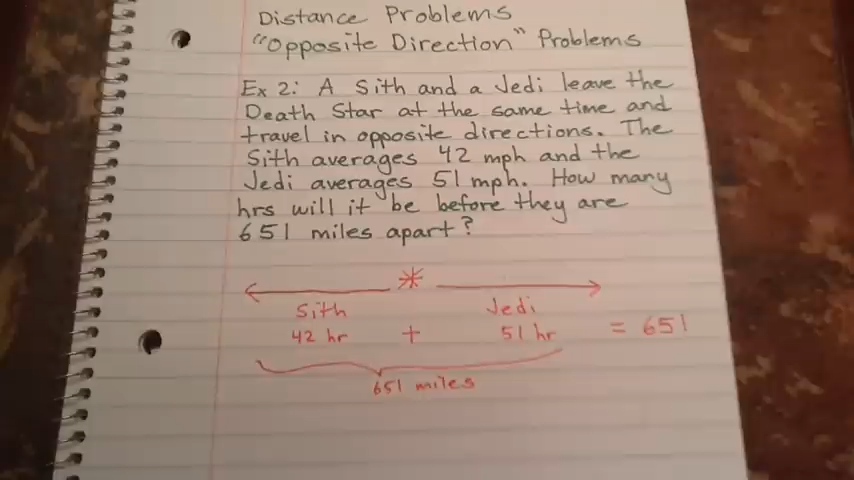 Distance Problems
"Opposite Direction" Problems
Ex 2: A Sith and a Jedi leave the
Death Star at the same time and
travel in opposite directions. The
Sith averages 42 mph and the
Jedi averages 51 mph. How many
hrs will it be before they are
651 miles apart?
Sith Jedi
42 hr + 51 hr = 651
651 miles